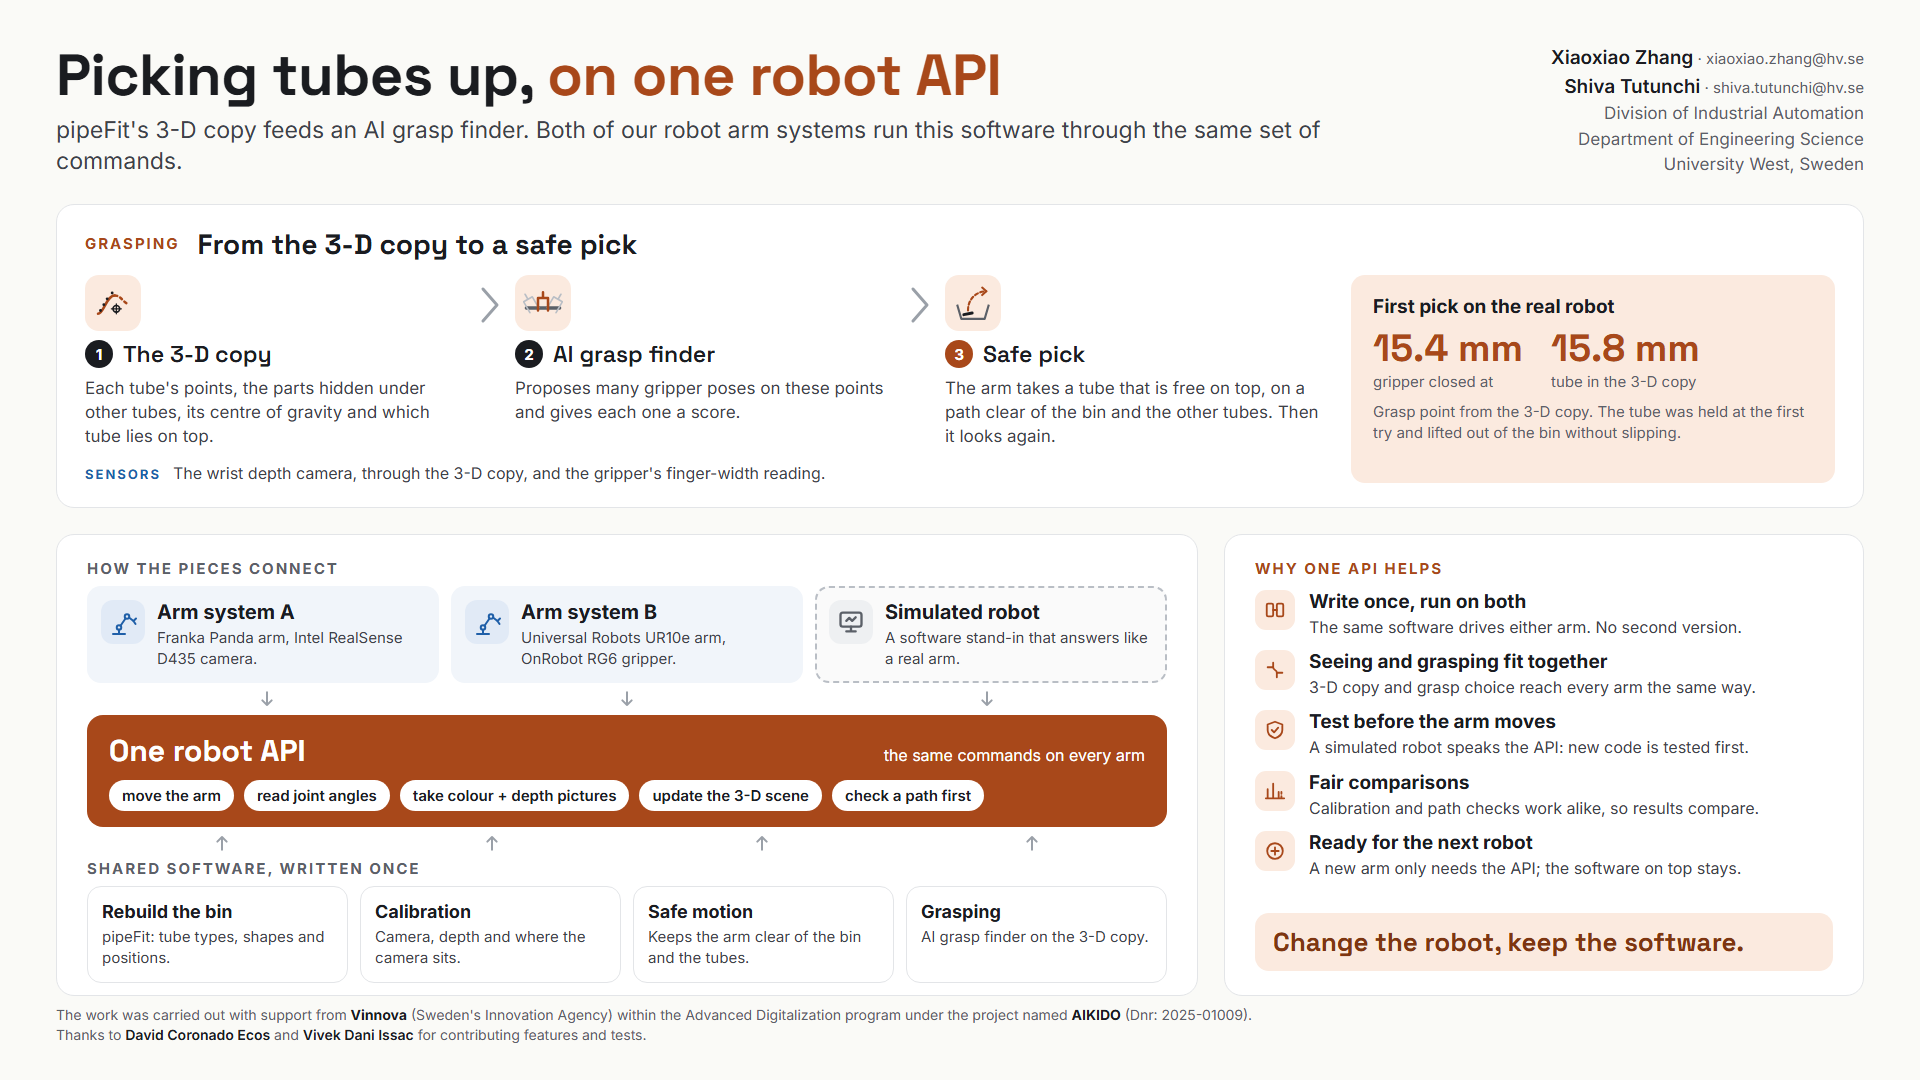 Picking tubes up, on one robot API
pipeFit's 3-D copy feeds an AI grasp finder. Both of our robot arm systems run this software through the same set of
commands.
Xiaoxiao Zhang · xiaoxiao.zhang@hv.se
Shiva Tutunchi · shiva.tutunchi@hv.se
Division of Industrial Automation
Department of Engineering Science
University West, Sweden
GRASPING From the 3-D copy to a safe pick
1 The 3-D copy
Each tube's points, the parts hidden under
other tubes, its centre of gravity and which
tube lies on top.
2 AI grasp finder
Proposes many gripper poses on these points
and gives each one a score.
3 Safe pick
The arm takes a tube that is free on top, on a
path clear of the bin and the other tubes. Then
it looks again.
SENSORS The wrist depth camera, through the 3-D copy, and the gripper's finger-width reading.
First pick on the real robot
15.4 mm 15.8 mm
gripper closed at tube in the 3-D copy
Grasp point from the 3-D copy. The tube was held at the first
try and lifted out of the bin without slipping.
HOW THE PIECES CONNECT
Arm system A
Franka Panda arm, Intel RealSense
D435 camera.
Arm system B
Universal Robots UR10e arm,
OnRobot RG6 gripper.
Simulated robot
A software stand-in that answers like
a real arm.
One robot API
the same commands on every arm
move the arm read joint angles take colour + depth pictures update the 3-D scene check a path first
SHARED SOFTWARE, WRITTEN ONCE
Rebuild the bin
pipeFit: tube types, shapes and
positions.
Calibration
Camera, depth and where the
camera sits.
Safe motion
Keeps the arm clear of the bin
and the tubes.
Grasping
AI grasp finder on the 3-D copy.
WHY ONE API HELPS
Write once, run on both
The same software drives either arm. No second version.
Seeing and grasping fit together
3-D copy and grasp choice reach every arm the same way.
Test before the arm moves
A simulated robot speaks the API: new code is tested first.
Fair comparisons
Calibration and path checks work alike, so results compare.
Ready for the next robot
A new arm only needs the API; the software on top stays.
Change the robot, keep the software.
The work was carried out with support from Vinnova (Sweden's Innovation Agency) within the Advanced Digitalization program under the project named AIKIDO (Dnr: 2025-01009).
Thanks to David Coronado Ecos and Vivek Dani Issac for contributing features and tests.